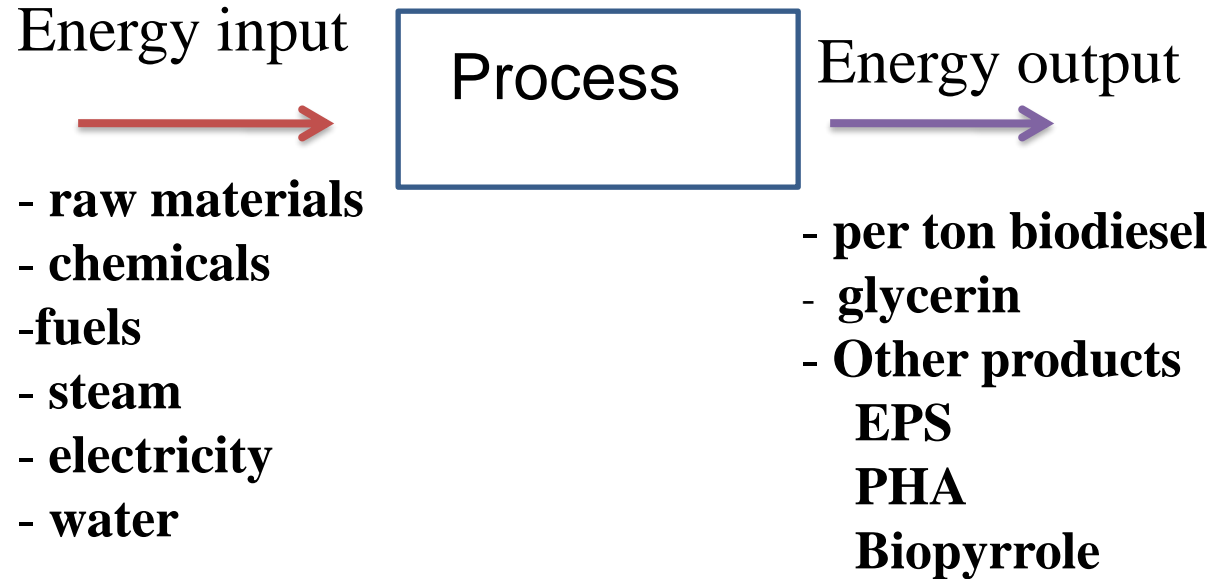 Energy input
Process
Energy output
- raw materials
- chemicals
-fuels
- steam
- electricity
- water
- per ton biodiesel
- glycerin
- Other products
EPS
PHA
Biopyrrole